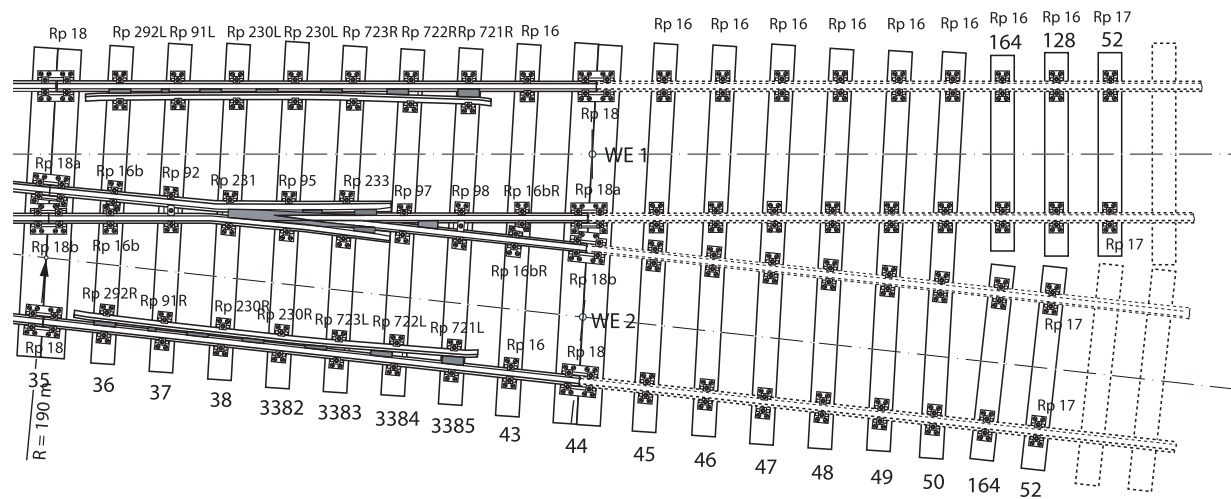 Rp 18 Rp 292L Rp 91L Rp 230L Rp 230L Rp 723R Rp 722R Rp 721R Rp 16 Rp 16 Rp 16 Rp 16 Rp 16 Rp 16 Rp 16 Rp 16 Rp 16 Rp 17
164 128 52
Rp 18
WE 1
Rp 18a Rp 16b Rp 92 Rp 231 Rp 95 Rp 233 Rp 97 Rp 98 Rp 16bR Rp 18a
Rp 18b Rp 16b Rp 16bR Rp 18b Rp 17
Rp 292R Rp 91R Rp 230R Rp 230R Rp 723L Rp 722L Rp 721L Rp 16 Rp 18
WE 2
Rp 17
Rp 18
Rp 17
35 36 37 38 3382 3383 3384 3385 43 44 45 46 47 48 49 50 164 52
R = 190 m